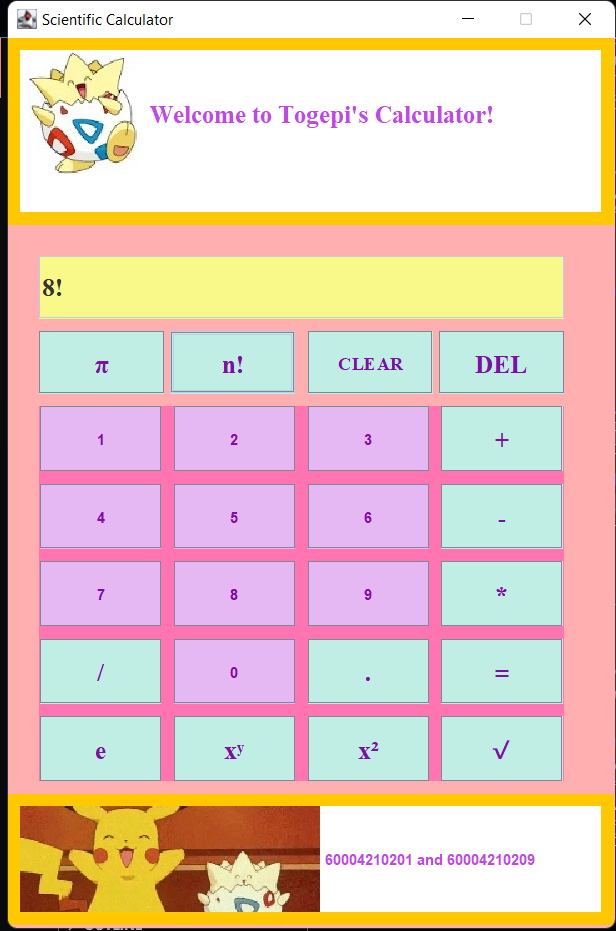 Scientific Calculator
Welcome to Togepi's Calculator!
8!
π n! CLEAR DEL
1 2 3 +
4 5 6 -
7 8 9 *
/ 0 . =
e xʸ x² √
60004210201 and 60004210209